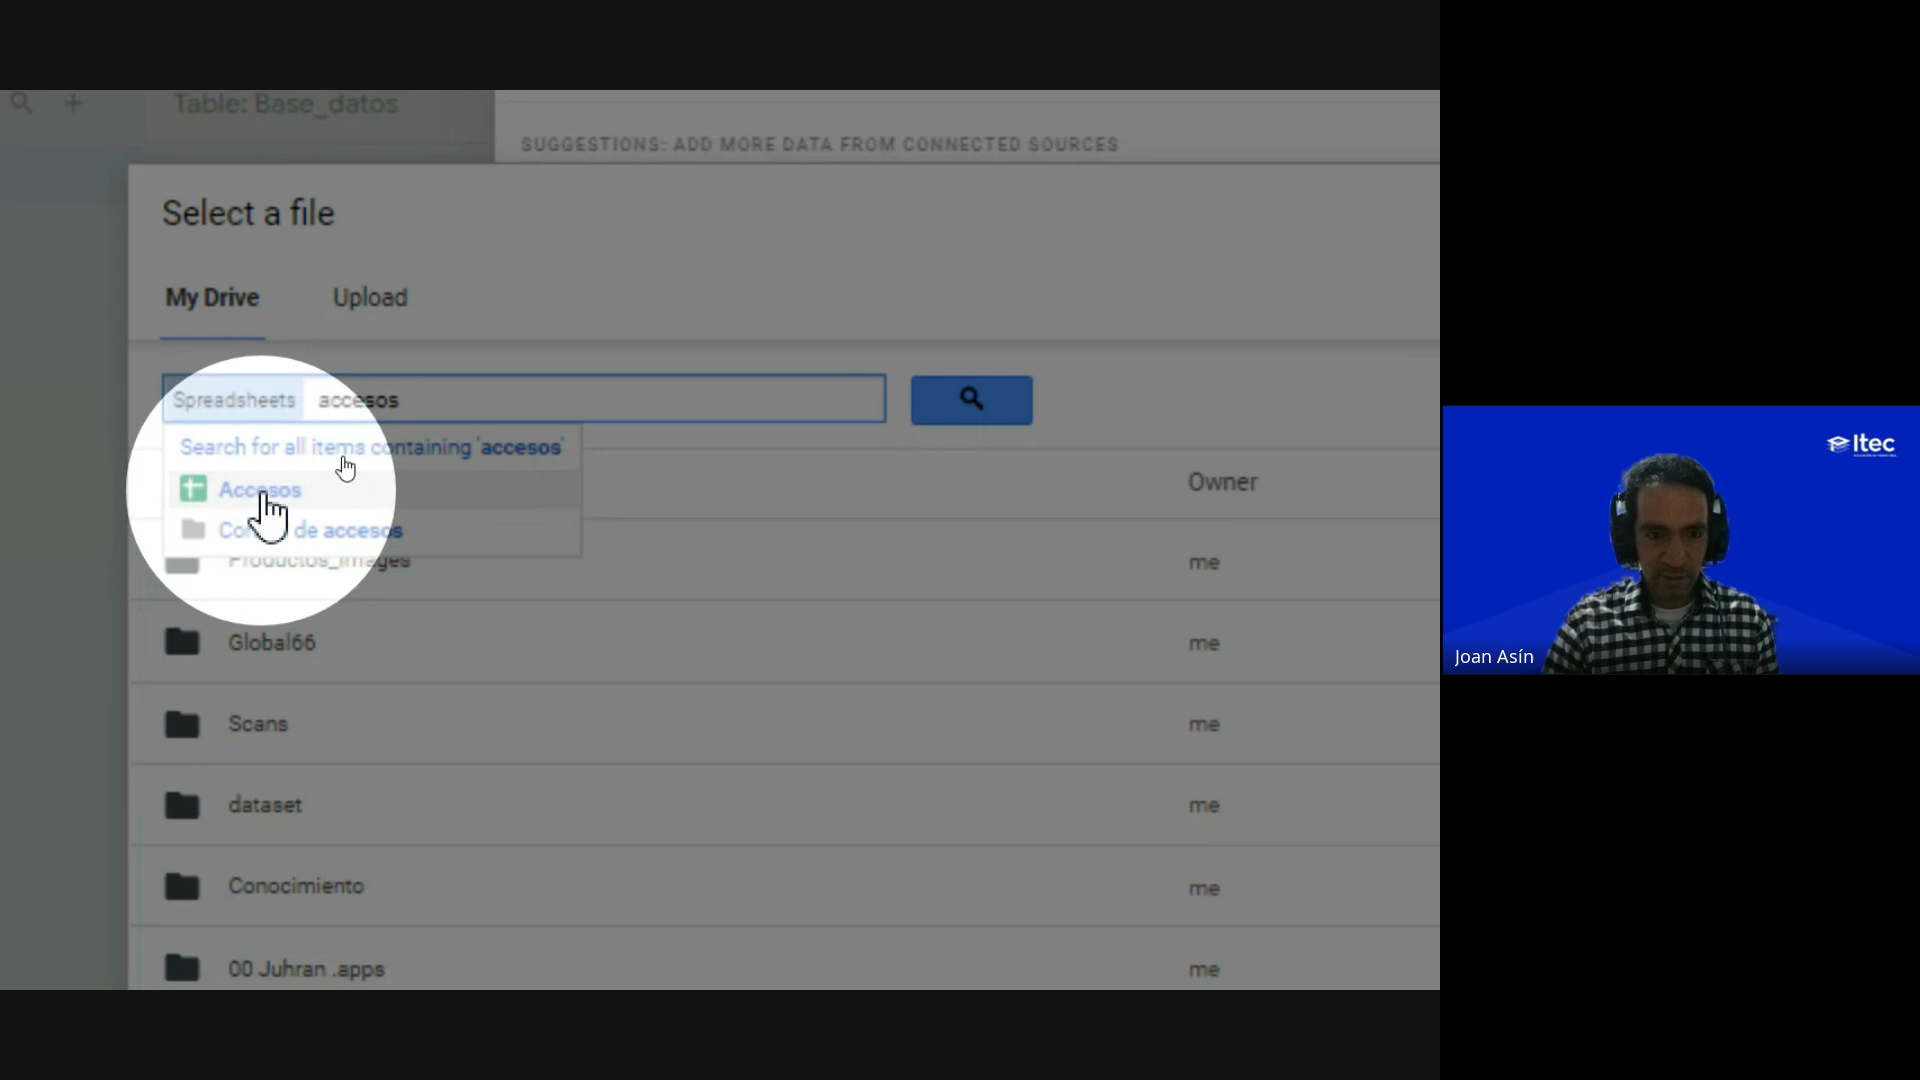 Table: Base_datos
SUGGESTIONS: ADD MORE DATA FROM CONNECTED SOURCES
Select a file
My Drive Upload
Spreadsheets accesos
Search for all items containing 'accesos'
Accesos
de accesos
Owner
Productos_images me
Global66 me
Scans me
dataset me
Conocimiento me
00 Juhran .apps me
Itec
Joan Asín